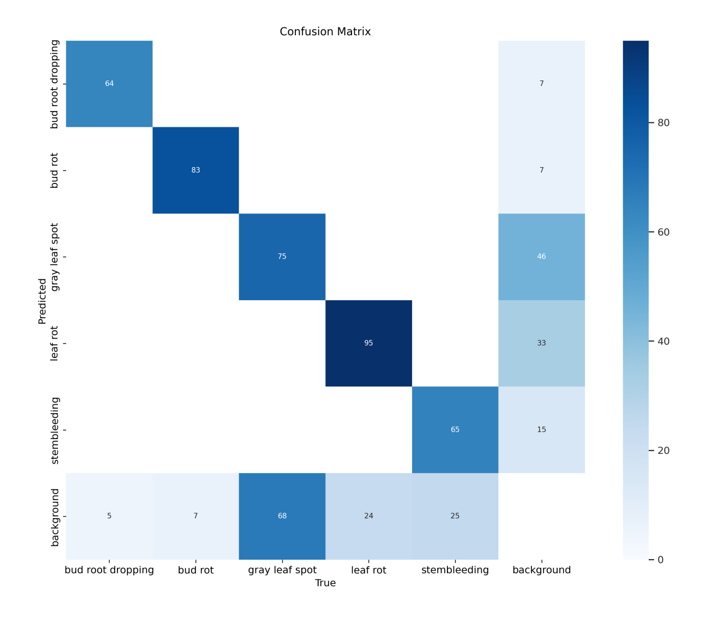 Confusion Matrix
bud root dropping
64
7
bud rot
83
7
80
gray leaf spot
75
46
60
Predicted
leaf rot
95
33
40
stembleeding
65
15
20
background
5
7
68
24
25
0
bud root dropping
bud rot
gray leaf spot
leaf rot
stembleeding
background
True